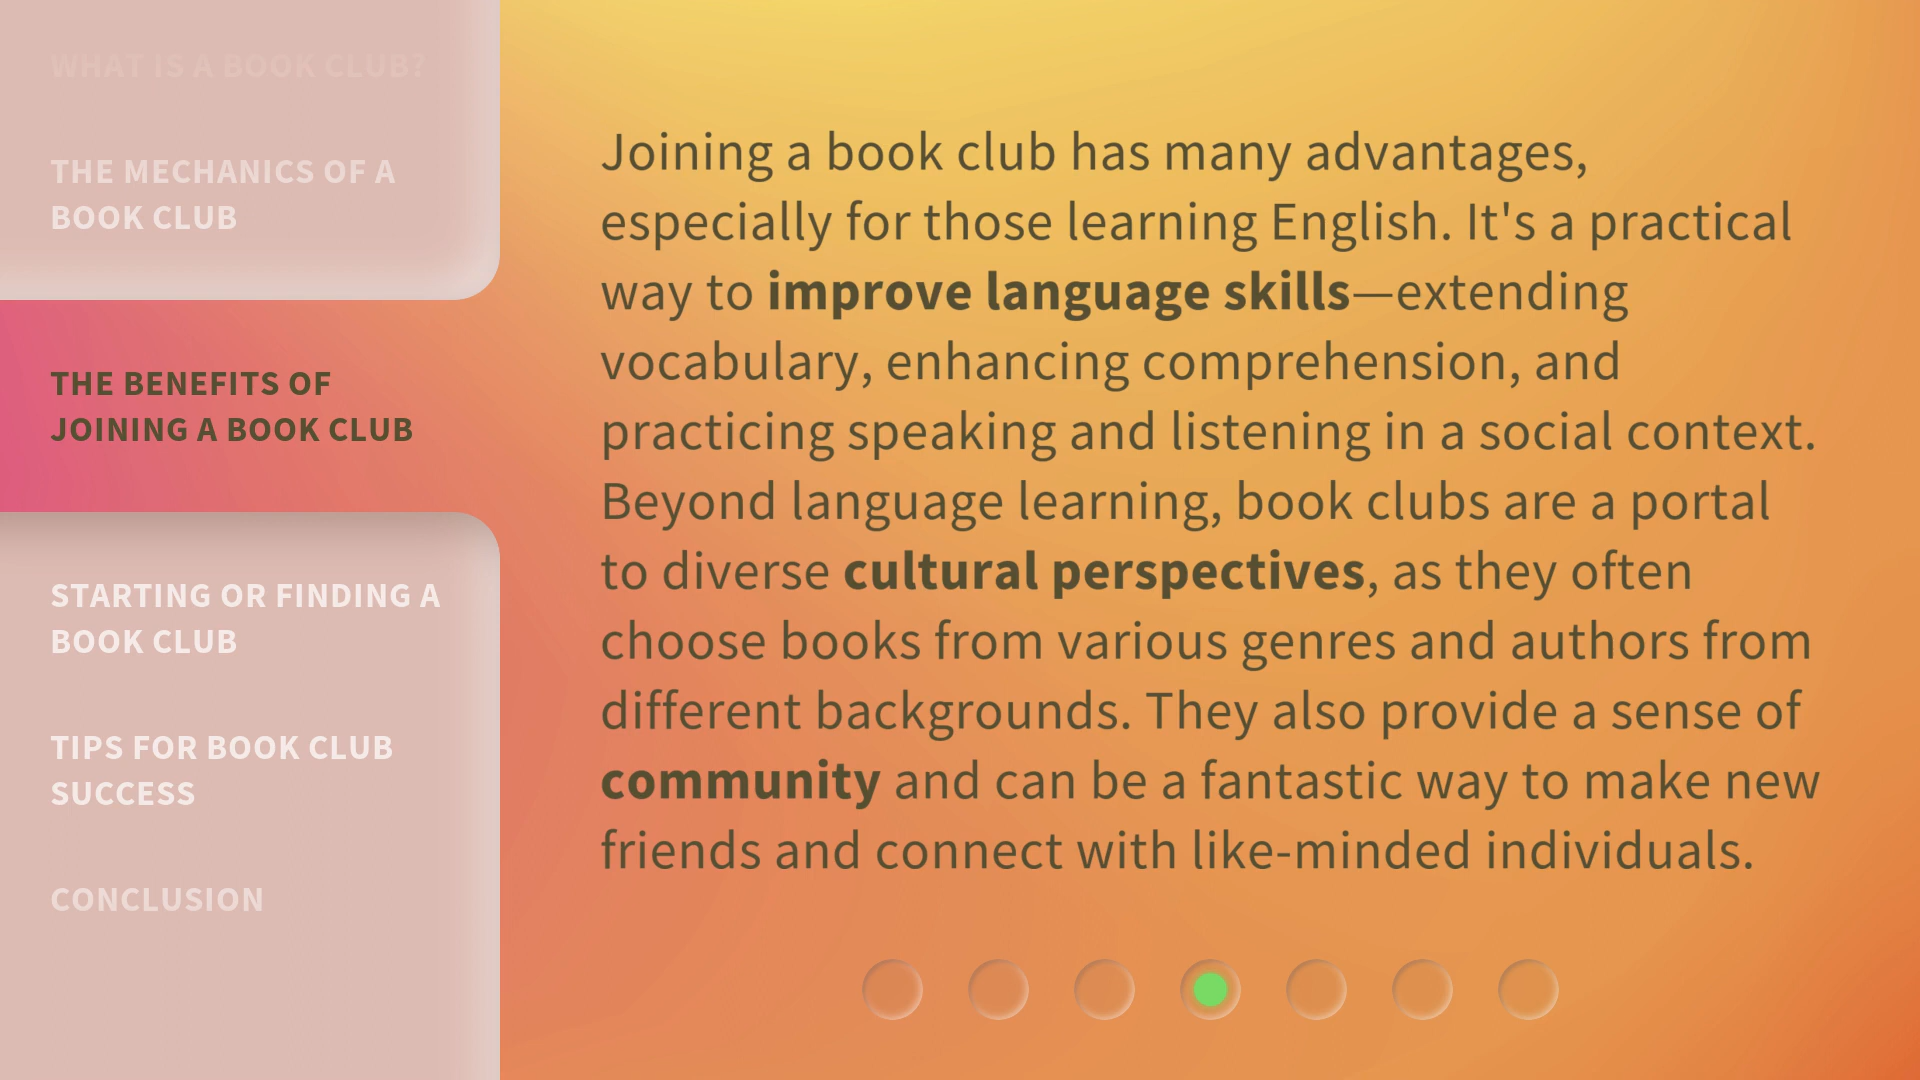 WHAT IS A BOOK CLUB?
THE MECHANICS OF A
BOOK CLUB
THE BENEFITS OF
JOINING A BOOK CLUB
STARTING OR FINDING A
BOOK CLUB
TIPS FOR BOOK CLUB
SUCCESS
CONCLUSION
Joining a book club has many advantages,
especially for those learning English. It's a practical
way to improve language skills—extending
vocabulary, enhancing comprehension, and
practicing speaking and listening in a social context.
Beyond language learning, book clubs are a portal
to diverse cultural perspectives, as they often
choose books from various genres and authors from
different backgrounds. They also provide a sense of
community and can be a fantastic way to make new
friends and connect with like-minded individuals.